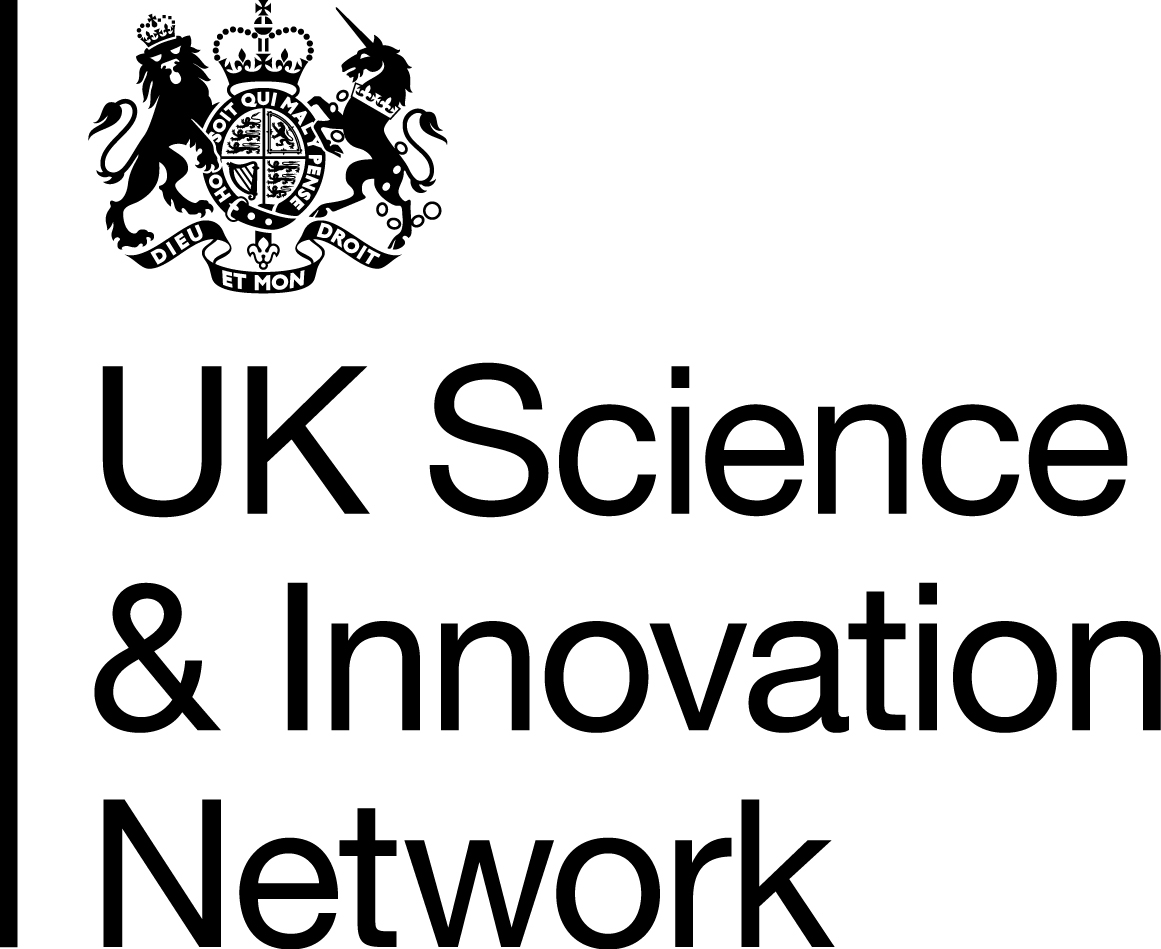 HONI SOIT QUI MAL Y PENSE
DIEU ET MON DROIT
UK Science
& Innovation
Network